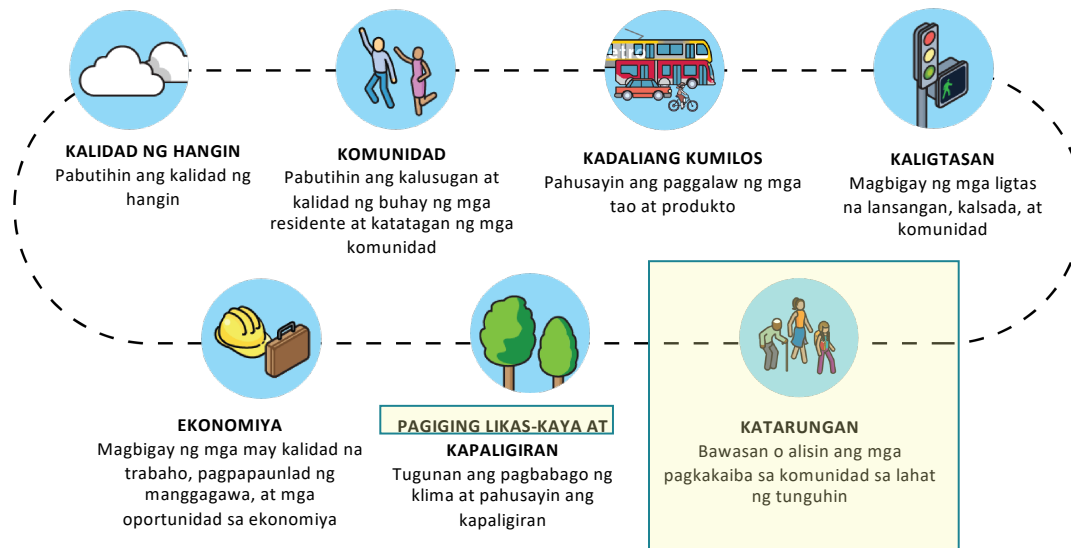 etro
KALIDAD NG HANGIN
Pabutihin ang kalidad ng
hangin
KOMUNIDAD
Pabutihin ang kalusugan at
kalidad ng buhay ng mga
residente at katatagan ng mga
komunidad
KADALIANG KUMILOS
Pahusayin ang paggalaw ng mga
tao at produkto
KALIGTASAN
Magbigay ng mga ligtas
na lansangan, kalsada, at
komunidad
EKONOMIYA
Magbigay ng mga may kalidad na
trabaho, pagpapaunlad ng
manggagawa, at mga
oportunidad sa ekonomiya
PAGIGING LIKAS-KAYA AT
KAPALIGIRAN
Tugunan ang pagbabago ng
klima at pahusayin ang
kapaligiran
KATARUNGAN
Bawasan o alisin ang mga
pagkakaiba sa komunidad sa lahat
ng tunguhin